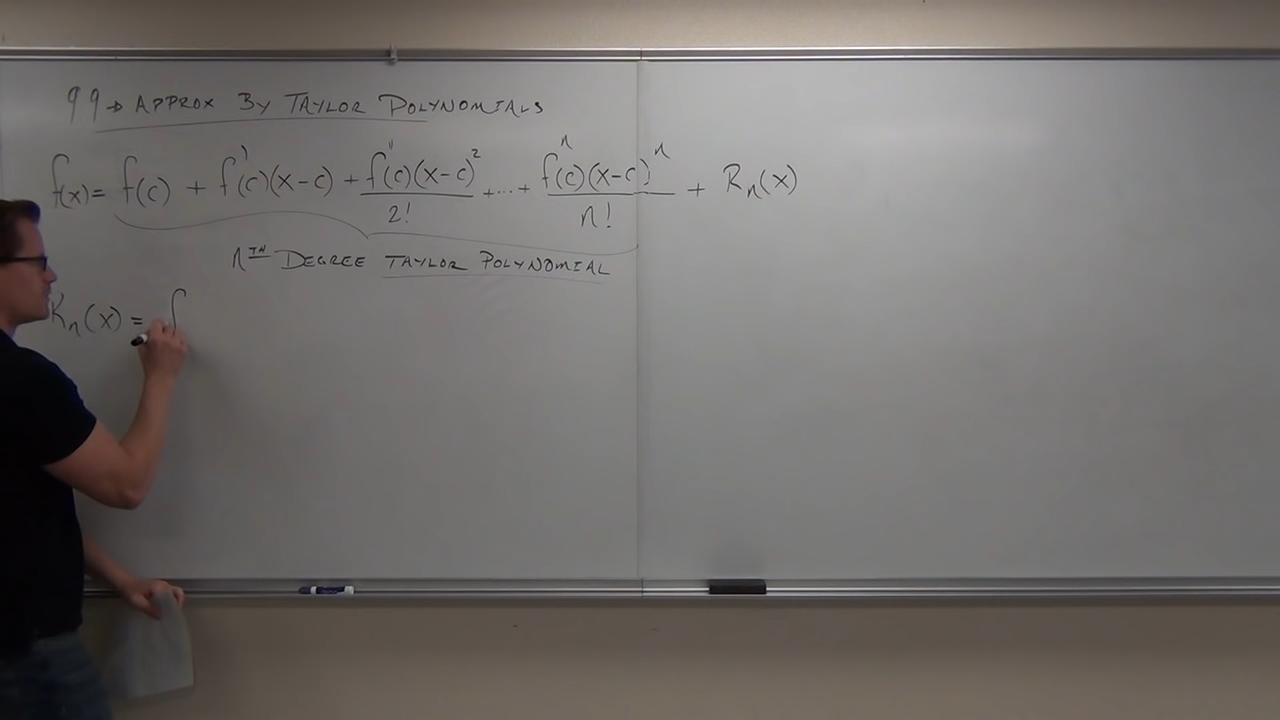 9.9 → APPROX BY TAYLOR POLYNOMIALS
f(x) = f(c) + f'(c)(x-c) + f''(c)(x-c)²/2! + ... + fⁿ(c)(x-c)ⁿ/n! + Rₙ(x)
nᵀᴴ DEGREE TAYLOR POLYNOMIAL
Rₙ(x) = f